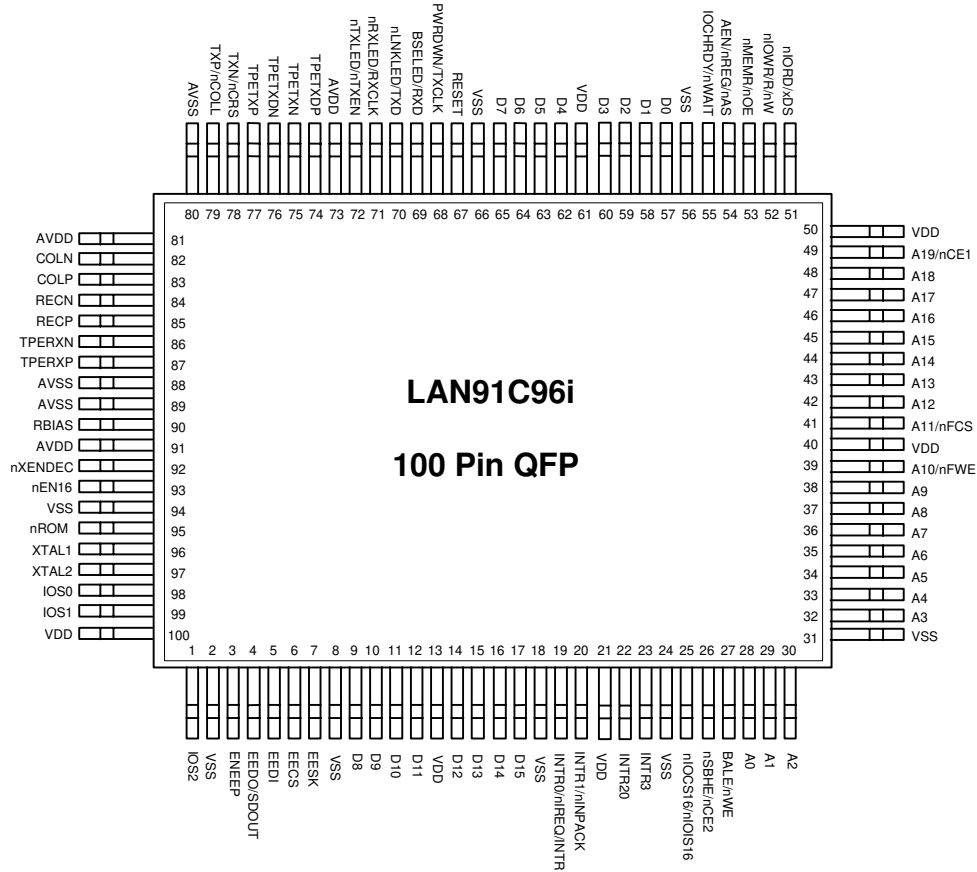 AVSS
TXP/nCOLL
TXN/nCRS
TPETXP
TPETXDN
TPETXN
TPETXDP
AVDD
nTXLED/nTXEN
nRXLED/RXCLK
nLNKLED/TXD
BSELED/RXD
PWRDWN/TXCLK
RESET
VSS
D7
D6
D5
D4
VDD
D3
D2
D1
D0
VSS
IOCHRDY/nWAIT
AEN/nREG/nAS
nMEMR/nOE
nIOWR/R/nW
nIORD/xDS
80 79 78 77 76 75 74 73 72 71 70 69 68 67 66 65 64 63 62 61 60 59 58 57 56 55 54 53 52 51
AVDD 81
COLN 82
COLP 83
RECN 84
RECP 85
TPERXN 86
TPERXP 87
AVSS 88
AVSS 89
RBIAS 90
AVDD 91
nXENDEC 92
nEN16 93
VSS 94
nROM 95
XTAL1 96
XTAL2 97
IOS0 98
IOS1 99
VDD 100
LAN91C96i
100 Pin QFP
50 VDD
49 A19/nCE1
48 A18
47 A17
46 A16
45 A15
44 A14
43 A13
42 A12
41 A11/nFCS
40 VDD
39 A10/nFWE
38 A9
37 A8
36 A7
35 A6
34 A5
33 A4
32 A3
31 VSS
1 2 3 4 5 6 7 8 9 10 11 12 13 14 15 16 17 18 19 20 21 22 23 24 25 26 27 28 29 30
IOS2
VSS
ENEEP
EEDO/SDOUT
EEDI
EECS
EESK
VSS
D8
D9
D10
D11
VDD
D12
D13
D14
D15
VSS
INTR0/nIREQ/INTR
INTR1/nINPACK
VDD
INTR20
INTR3
VSS
nIOCS16/nIOIS16
nSBHE/nCE2
BALE/nWE
A0
A1
A2